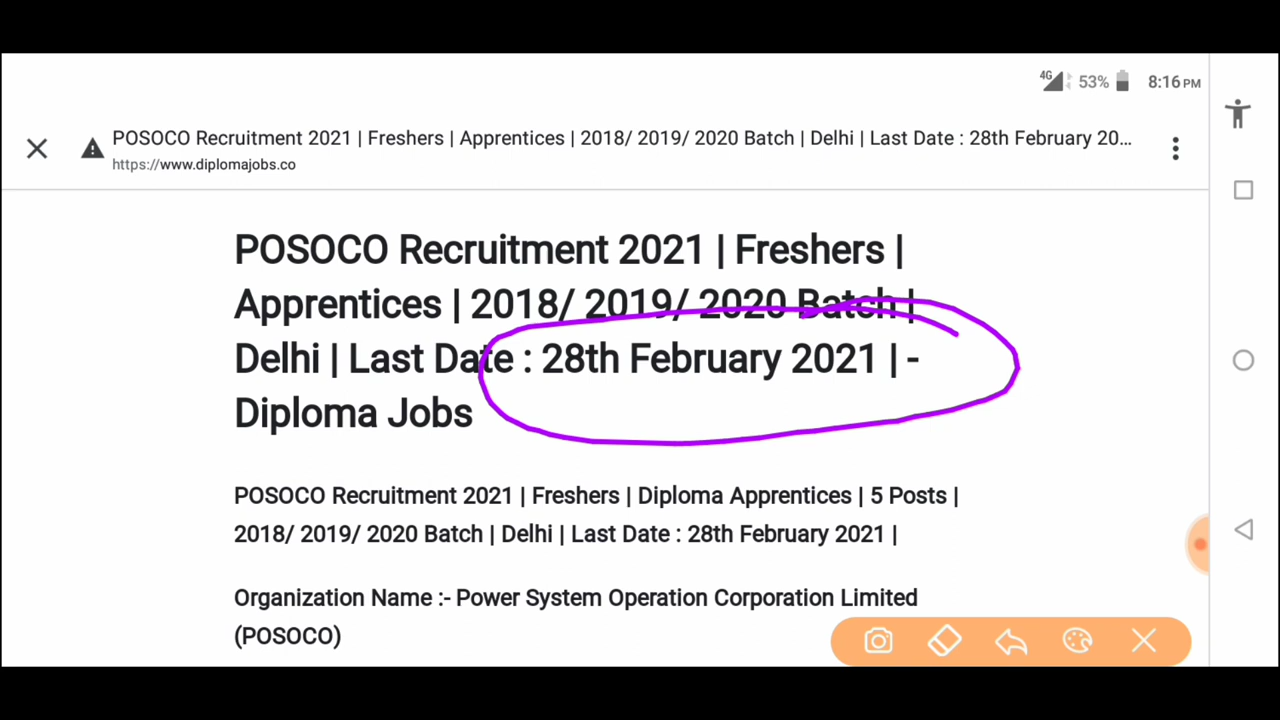 4G 53% 8:16 PM
POSOCO Recruitment 2021 | Freshers | Apprentices | 2018/ 2019/ 2020 Batch | Delhi | Last Date : 28th February 20...
https://www.diplomajobs.co
POSOCO Recruitment 2021 | Freshers |
Apprentices | 2018/ 2019/ 2020 Batch |
Delhi | Last Date : 28th February 2021 | -
Diploma Jobs
POSOCO Recruitment 2021 | Freshers | Diploma Apprentices | 5 Posts |
2018/ 2019/ 2020 Batch | Delhi | Last Date : 28th February 2021 |
Organization Name :- Power System Operation Corporation Limited
(POSOCO)